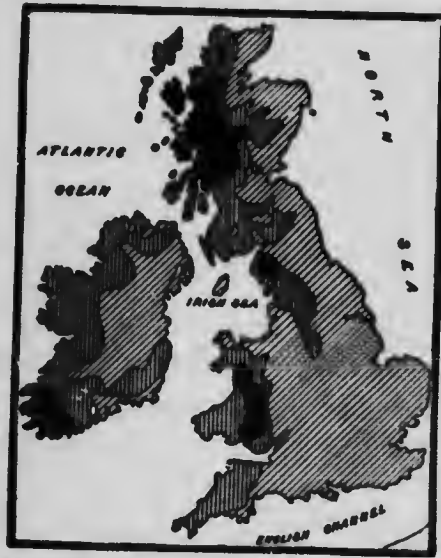 NORTH
SEA
ATLANTIC
OCEAN
IRISH SEA
ENGLISH CHANNEL